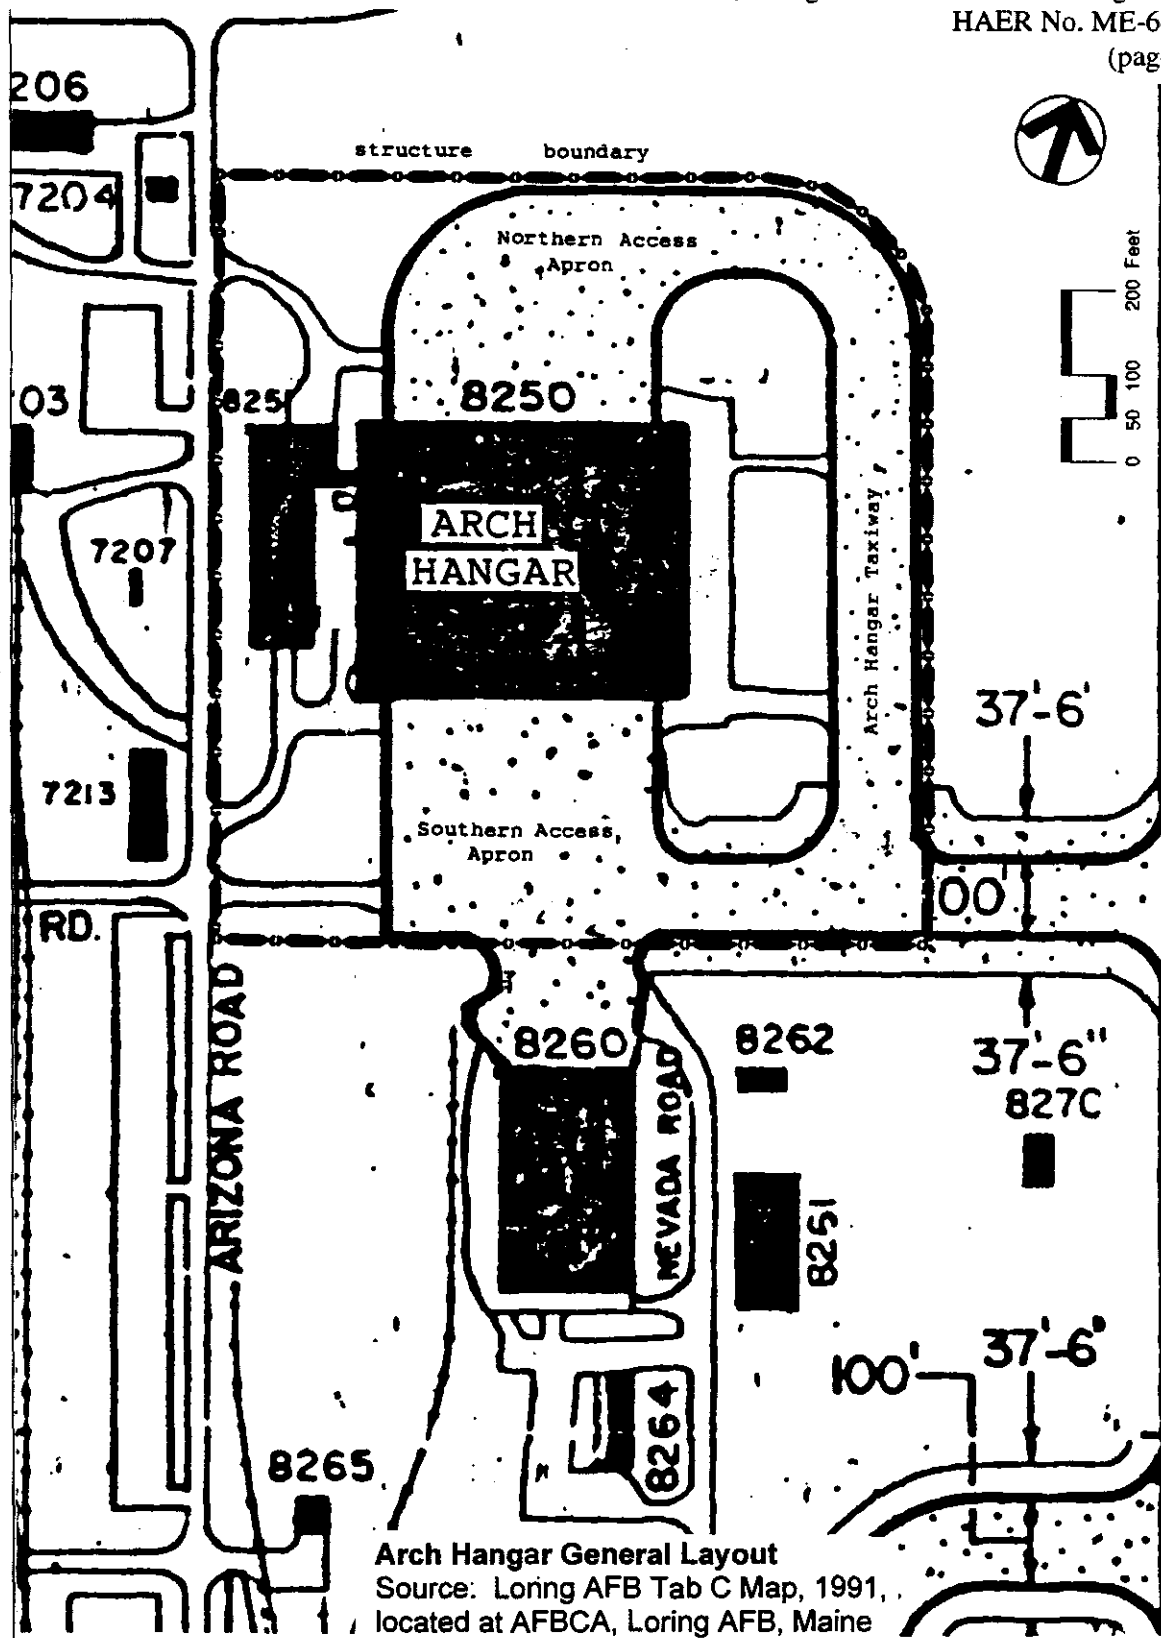 HAER No. ME-6
(pag
206
structure boundary
7204
Northern Access
Apron
200 Feet
100
50
0
03
825
8250
ARCH
HANGAR
7207
Arch Hangar Taxiway
37'-6'
7213
Southern Access
Apron
00'
RD.
ARIZONA ROAD
8260
8262
NEVADA ROAD
37'-6"
827C
8251
100'
37'-6"
8264
8265
Arch Hangar General Layout
Source: Loring AFB Tab C Map, 1991,
located at AFBCA, Loring AFB, Maine